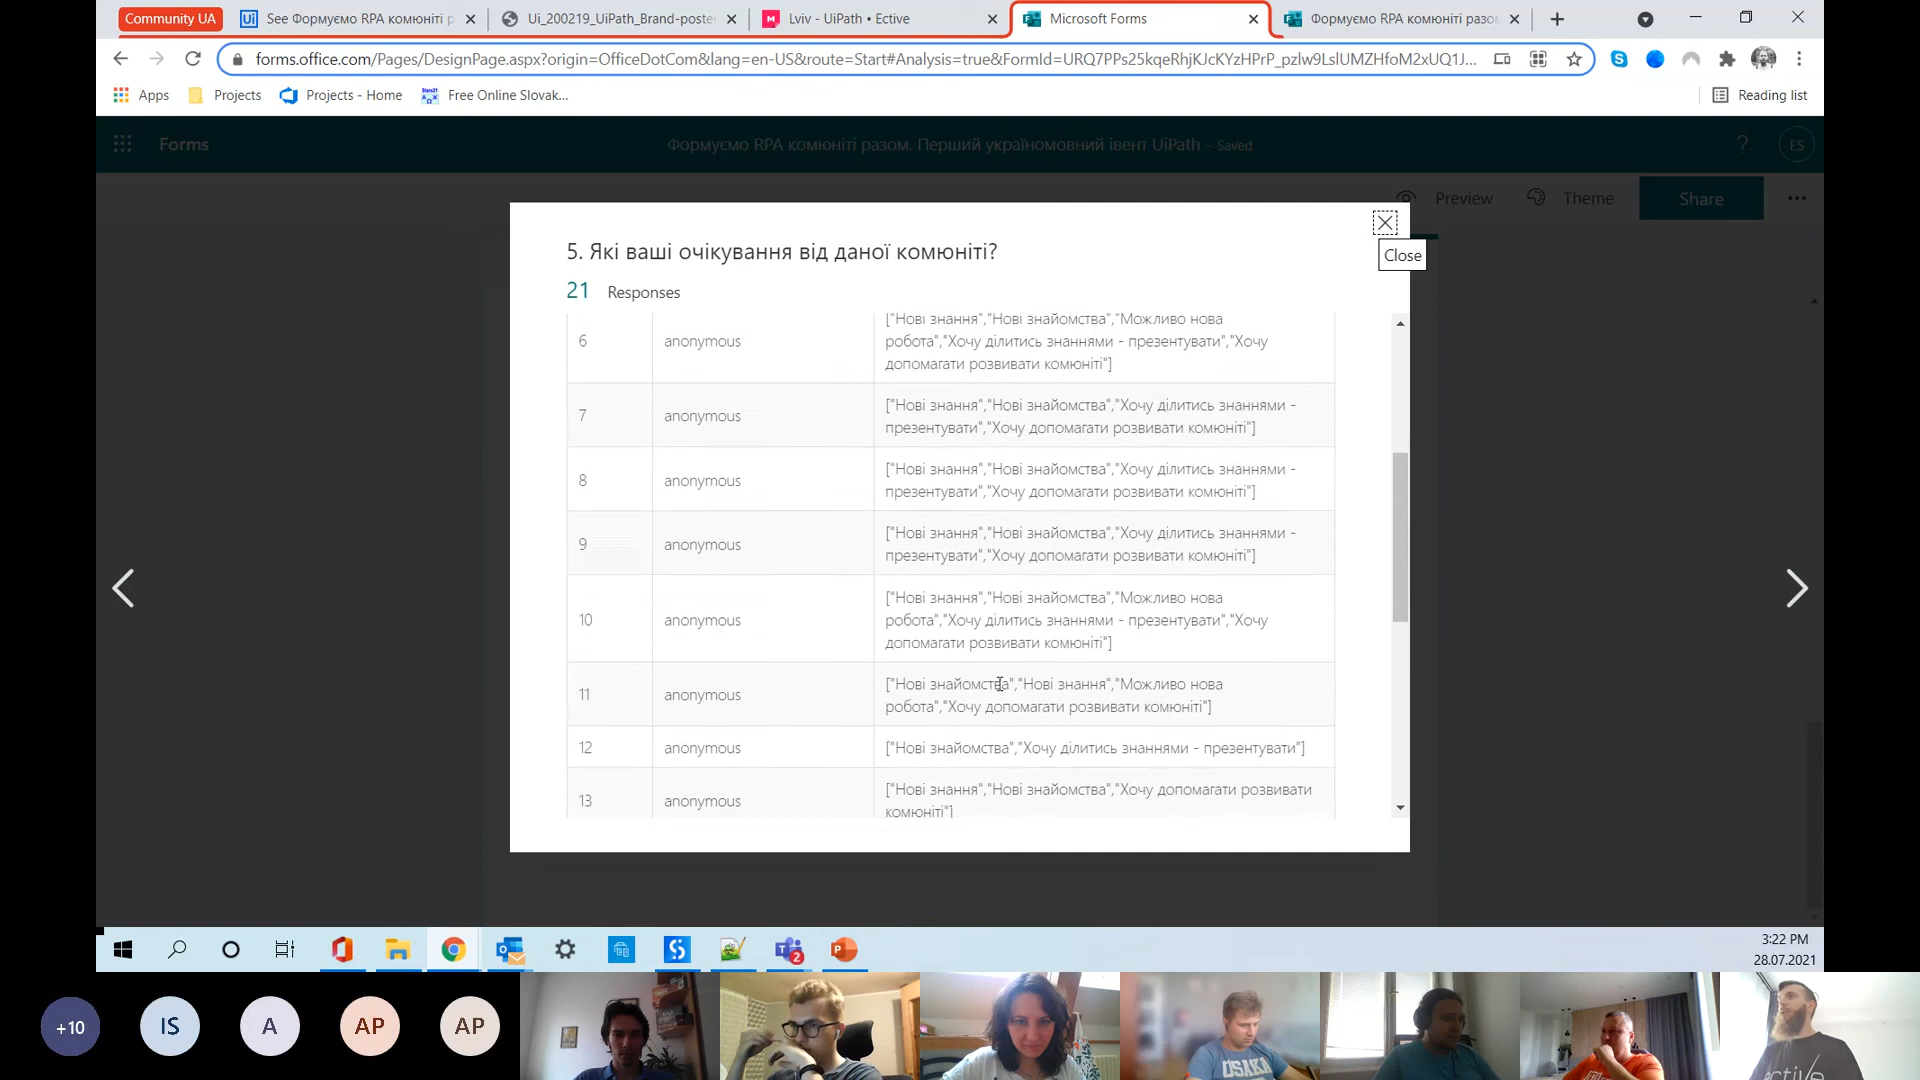 Community UA
See Формуємо RPA комюніті р
Ui_200219_UiPath_Brand-poste
Lviv - UiPath • Ective
Microsoft Forms
Формуємо RPA комюніті разо
forms.office.com/Pages/DesignPage.aspx?origin=OfficeDotCom&lang=en-US&route=Start#Analysis=true&FormId=URQ7PPs25kqeRhjKJcKYzHPrP_pzlw9LslUMZHfoM2xUQ1J...
Apps
Projects
Projects - Home
Free Online Slovak...
Reading list
Forms
Формуємо RPA комюніті разом. Перший україномовний івент UiPath - Saved
?
ES
Preview
Theme
Share
5. Які ваші очікування від даної комюніті?
Close
21 Responses
6
anonymous
["Нові знання","Нові знайомства","Можливо нова
робота","Хочу ділитись знаннями - презентувати","Хочу
допомагати розвивати комюніті"]
7
anonymous
["Нові знання","Нові знайомства","Хочу ділитись знаннями -
презентувати","Хочу допомагати розвивати комюніті"]
8
anonymous
["Нові знання","Нові знайомства","Хочу ділитись знаннями -
презентувати","Хочу допомагати розвивати комюніті"]
9
anonymous
["Нові знання","Нові знайомства","Хочу ділитись знаннями -
презентувати","Хочу допомагати розвивати комюніті"]
10
anonymous
["Нові знання","Нові знайомства","Можливо нова
робота","Хочу ділитись знаннями - презентувати","Хочу
допомагати розвивати комюніті"]
11
anonymous
["Нові знайомства","Нові знання","Можливо нова
робота","Хочу допомагати розвивати комюніті"]
12
anonymous
["Нові знайомства","Хочу ділитись знаннями - презентувати"]
13
anonymous
["Нові знання","Нові знайомства","Хочу допомагати розвивати
комюніті"]
2
3:22 PM
28.07.2021
+10
IS
A
AP
AP
OSAKA
ective